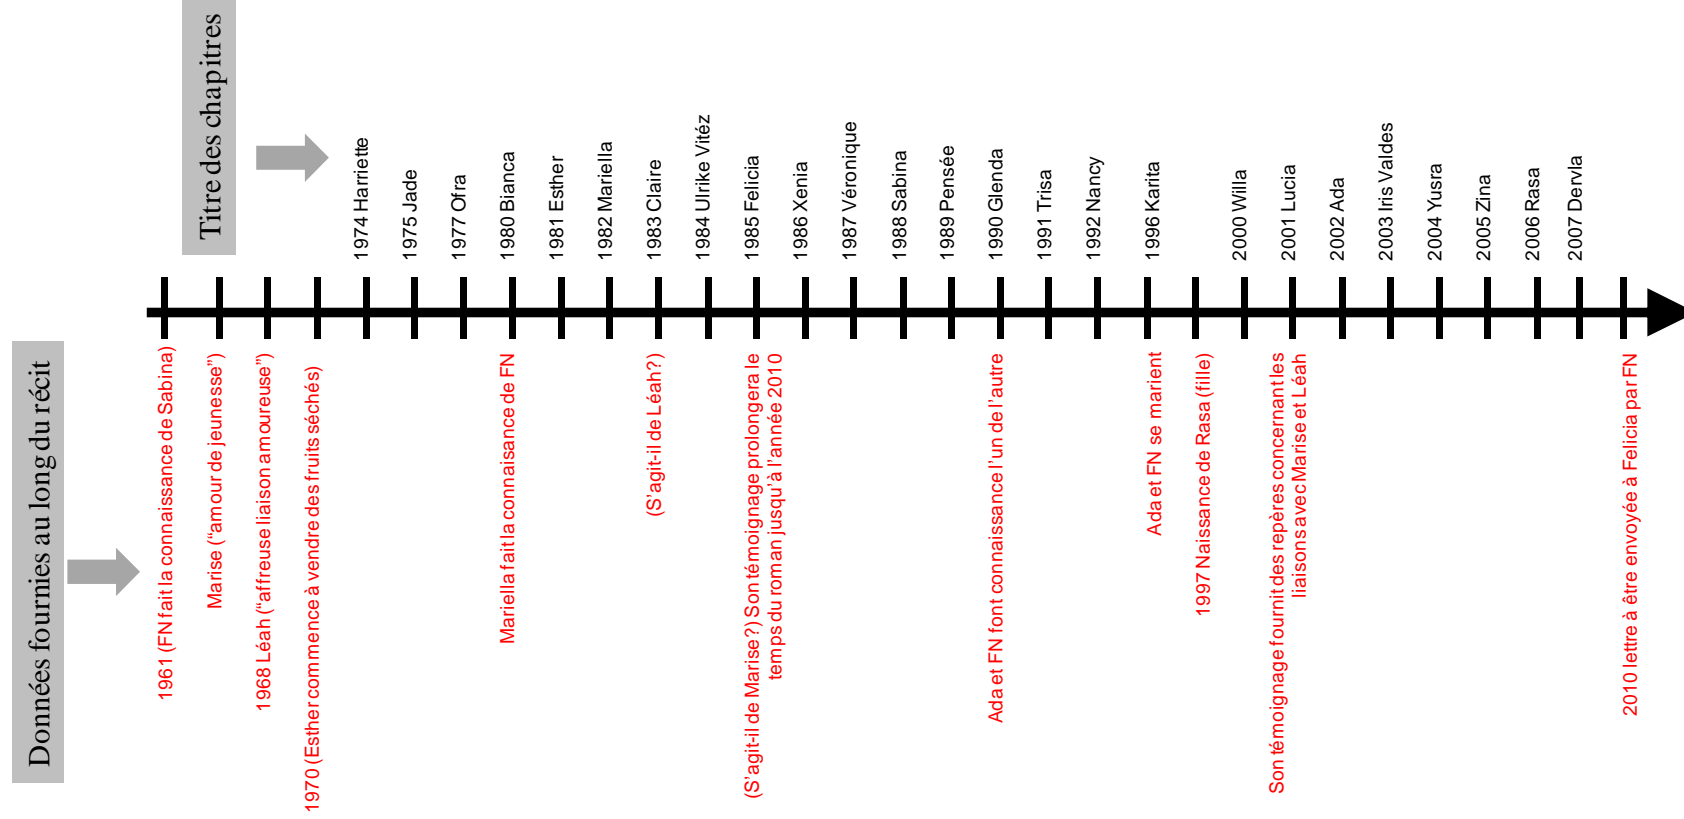 Titre des chapitres
1974 Harriette
1975 Jade
1977 Ofra
1980 Bianca
1981 Esther
1982 Mariella
1983 Claire
1984 Ulrike Vitéz
1985 Felicia
1986 Xenia
1987 Véronique
1988 Sabina
1989 Pensée
1990 Glenda
1991 Trisa
1992 Nancy
1996 Karita
2000 Willa
2001 Lucia
2002 Ada
2003 Iris Valdes
2004 Yusra
2005 Zina
2006 Rasa
2007 Dervla
Données fournies au long du récit
1961 (FN fait la connaissance de Sabina)
Marise (“amour de jeunesse”)
1968 Léah (“affreuse liaison amoureuse”)
1970 (Esther commence à vendre des fruits séchés)
Mariella fait la connaisance de FN
(S’agit-il de Léah?)
(S’agit-il de Marise?) Son témoignage prolongera le
temps du roman jusqu’à l’année 2010
Ada et FN font connaissance l’un de l’autre
Ada et FN se marient
1997 Naissance de Rasa (fille)
Son témoignage fournit des repères concernant les
liaisons avec Marise et Léah
2010 lettre à être envoyée à Felicia par FN